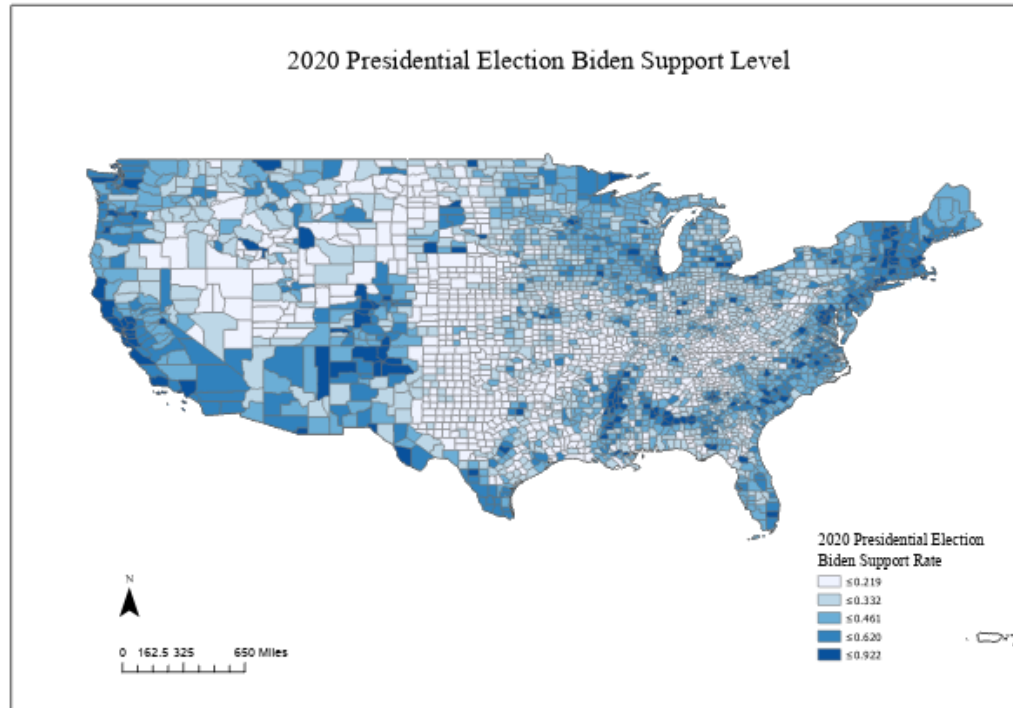 2020 Presidential Election Biden Support Level
2020 Presidential Election
Biden Support Rate
≤0.219
≤0.332
≤0.461
≤0.620
≤0.922
N
0 162.5 325 650 Miles